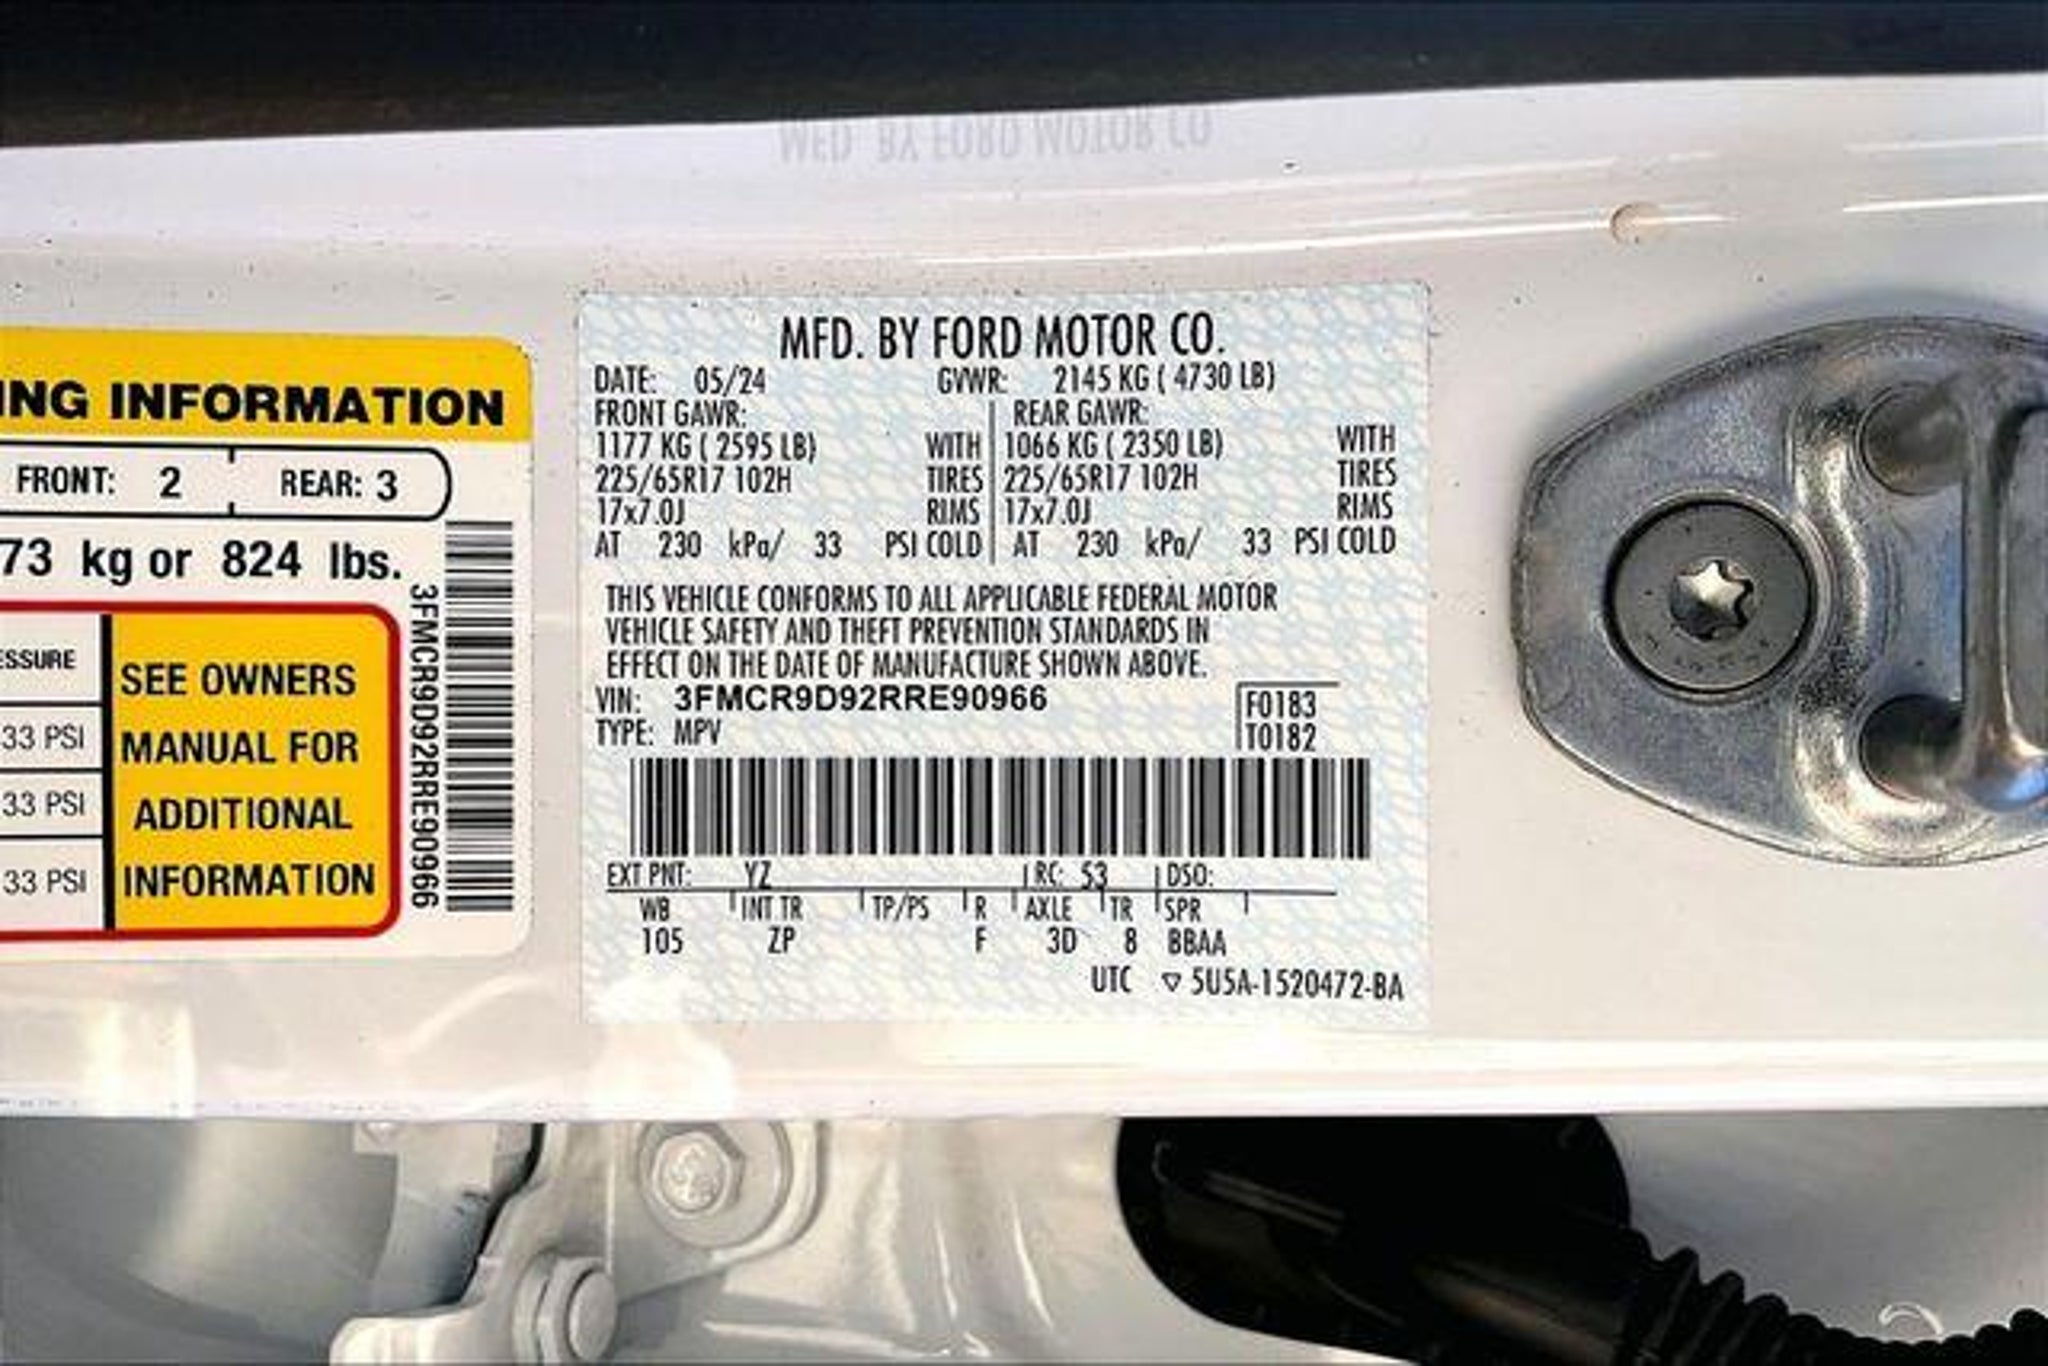 ING INFORMATION
FRONT: 2 REAR: 3
73 kg or 824 lbs.
ESSURE
33 PSI
33 PSI
33 PSI
SEE OWNERS
MANUAL FOR
ADDITIONAL
INFORMATION
3FMCR9D92RRE90966
MFD. BY FORD MOTOR CO.
MFD. BY FORD MOTOR CO.
DATE: 05/24 GVWR: 2145 KG ( 4730 LB)
FRONT GAWR: REAR GAWR:
1177 KG ( 2595 LB) WITH 1066 KG ( 2350 LB) WITH
225/65R17 102H TIRES 225/65R17 102H TIRES
17x7.0J RIMS 17x7.0J RIMS
AT 230 kPa/ 33 PSI COLD AT 230 kPa/ 33 PSI COLD
THIS VEHICLE CONFORMS TO ALL APPLICABLE FEDERAL MOTOR
VEHICLE SAFETY AND THEFT PREVENTION STANDARDS IN
EFFECT ON THE DATE OF MANUFACTURE SHOWN ABOVE.
VIN: 3FMCR9D92RRE90966 F0183
TYPE: MPV T0182
EXT PNT: YZ RC: 53 DSO:
WB INT TR TP/PS R AXLE TR SPR
105 ZP F 3D 8 BBAA
UTC ▽ 5U5A-1520472-BA